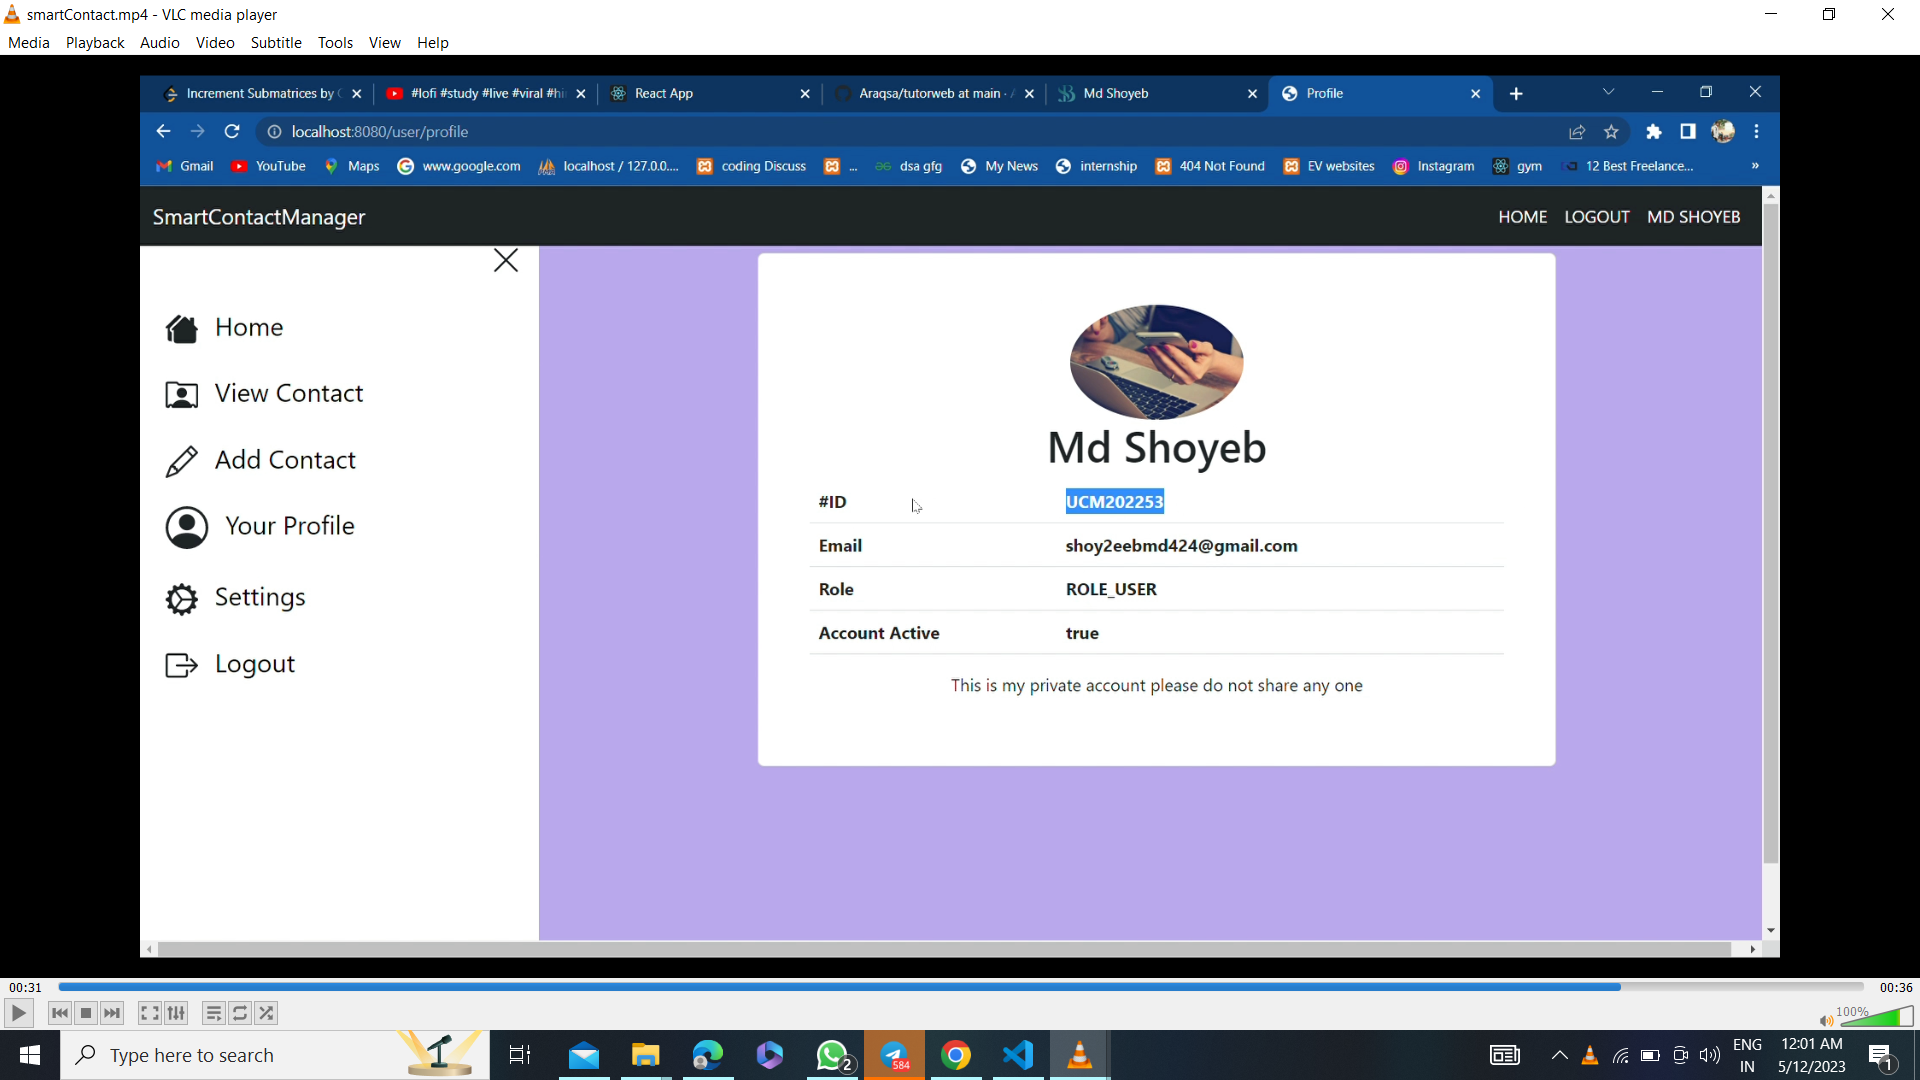 smartContact.mp4 - VLC media player
Media Playback Audio Video Subtitle Tools View Help
Increment Submatrices by #lofi #study #live #viral #hi React App Araqsa/tutorweb at main · Md Shoyeb Profile
localhost:8080/user/profile
Gmail YouTube Maps www.google.com localhost / 127.0.0.... coding Discuss ... dsa gfg My News internship 404 Not Found EV websites Instagram gym 12 Best Freelance... »
SmartContactManager HOME LOGOUT MD SHOYEB
Home
View Contact
Add Contact
Your Profile
Settings
Logout
Md Shoyeb
#ID UCM202253
Email shoy2eebmd424@gmail.com
Role ROLE_USER
Account Active true
This is my private account please do not share any one
00:31 00:36
100%
Type here to search
2
584
ENG
IN
12:01 AM
5/12/2023
1